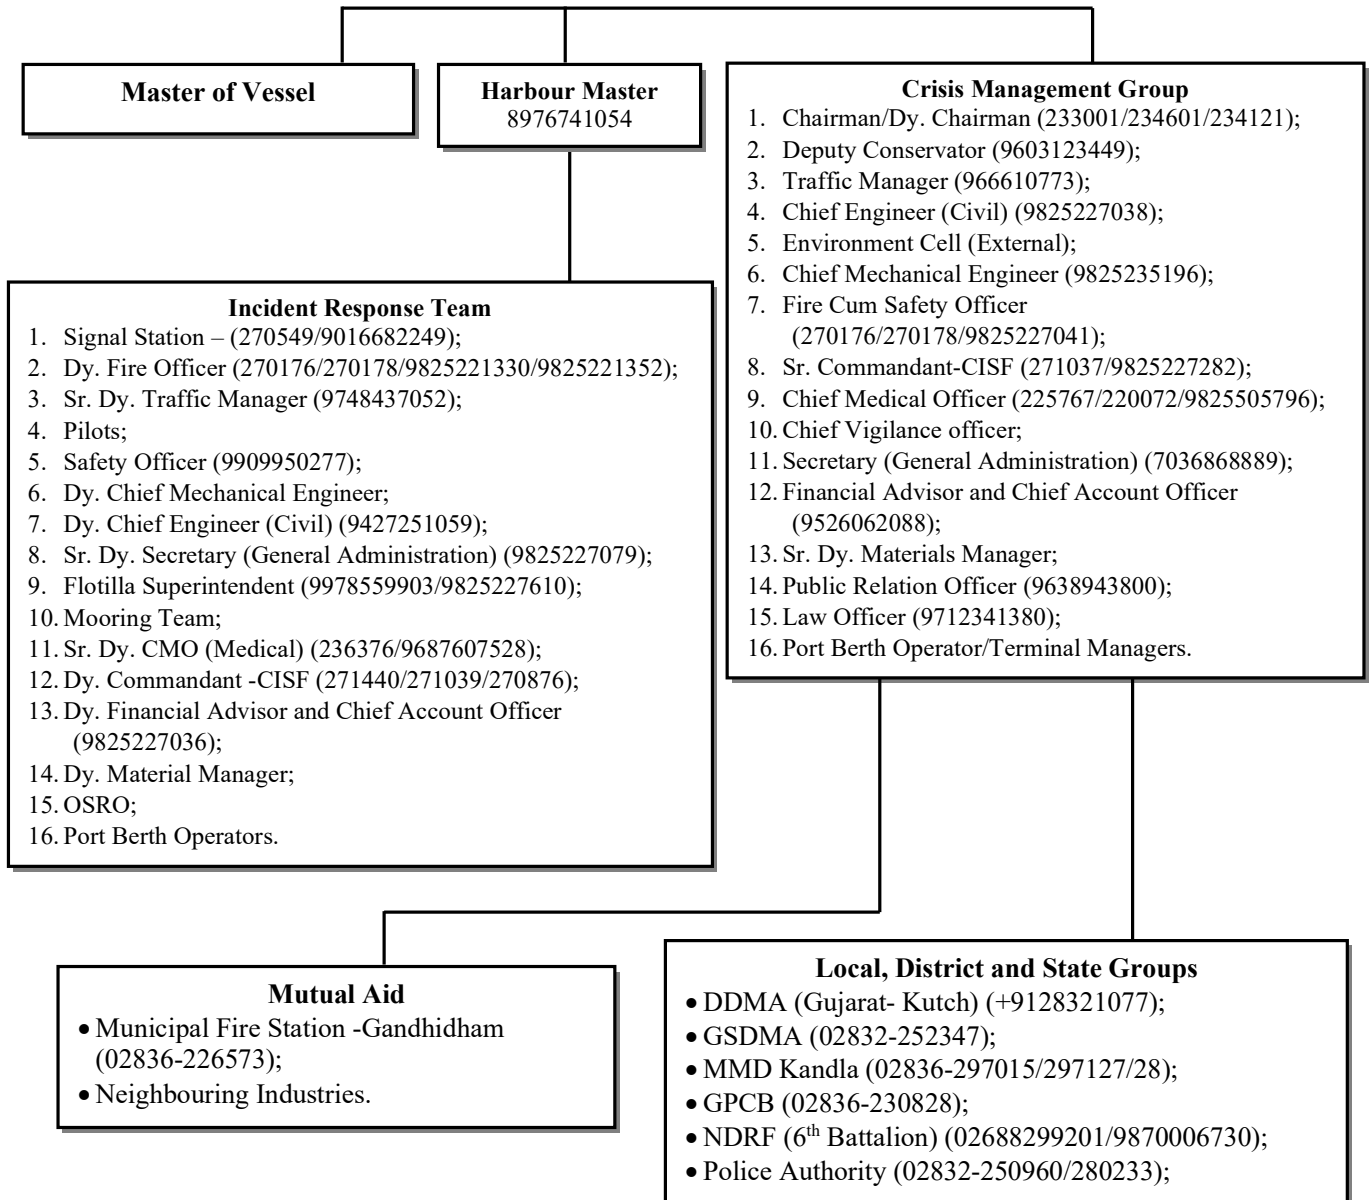 Master of Vessel
Harbour Master
8976741054
Crisis Management Group
1. Chairman/Dy. Chairman (233001/234601/234121);
2. Deputy Conservator (9603123449);
3. Traffic Manager (966610773);
4. Chief Engineer (Civil) (9825227038);
5. Environment Cell (External);
6. Chief Mechanical Engineer (9825235196);
7. Fire Cum Safety Officer
(270176/270178/9825227041);
8. Sr. Commandant-CISF (271037/9825227282);
9. Chief Medical Officer (225767/220072/9825505796);
10. Chief Vigilance officer;
11. Secretary (General Administration) (7036868889);
12. Financial Advisor and Chief Account Officer
(9526062088);
13. Sr. Dy. Materials Manager;
14. Public Relation Officer (9638943800);
15. Law Officer (9712341380);
16. Port Berth Operator/Terminal Managers.
Incident Response Team
1. Signal Station – (270549/9016682249);
2. Dy. Fire Officer (270176/270178/9825221330/9825221352);
3. Sr. Dy. Traffic Manager (9748437052);
4. Pilots;
5. Safety Officer (9909950277);
6. Dy. Chief Mechanical Engineer;
7. Dy. Chief Engineer (Civil) (9427251059);
8. Sr. Dy. Secretary (General Administration) (9825227079);
9. Flotilla Superintendent (9978559903/9825227610);
10. Mooring Team;
11. Sr. Dy. CMO (Medical) (236376/9687607528);
12. Dy. Commandant -CISF (271440/271039/270876);
13. Dy. Financial Advisor and Chief Account Officer
(9825227036);
14. Dy. Material Manager;
15. OSRO;
16. Port Berth Operators.
Mutual Aid
• Municipal Fire Station -Gandhidham
(02836-226573);
• Neighbouring Industries.
Local, District and State Groups
• DDMA (Gujarat- Kutch) (+9128321077);
• GSDMA (02832-252347);
• MMD Kandla (02836-297015/297127/28);
• GPCB (02836-230828);
• NDRF (6th Battalion) (02688299201/9870006730);
• Police Authority (02832-250960/280233);